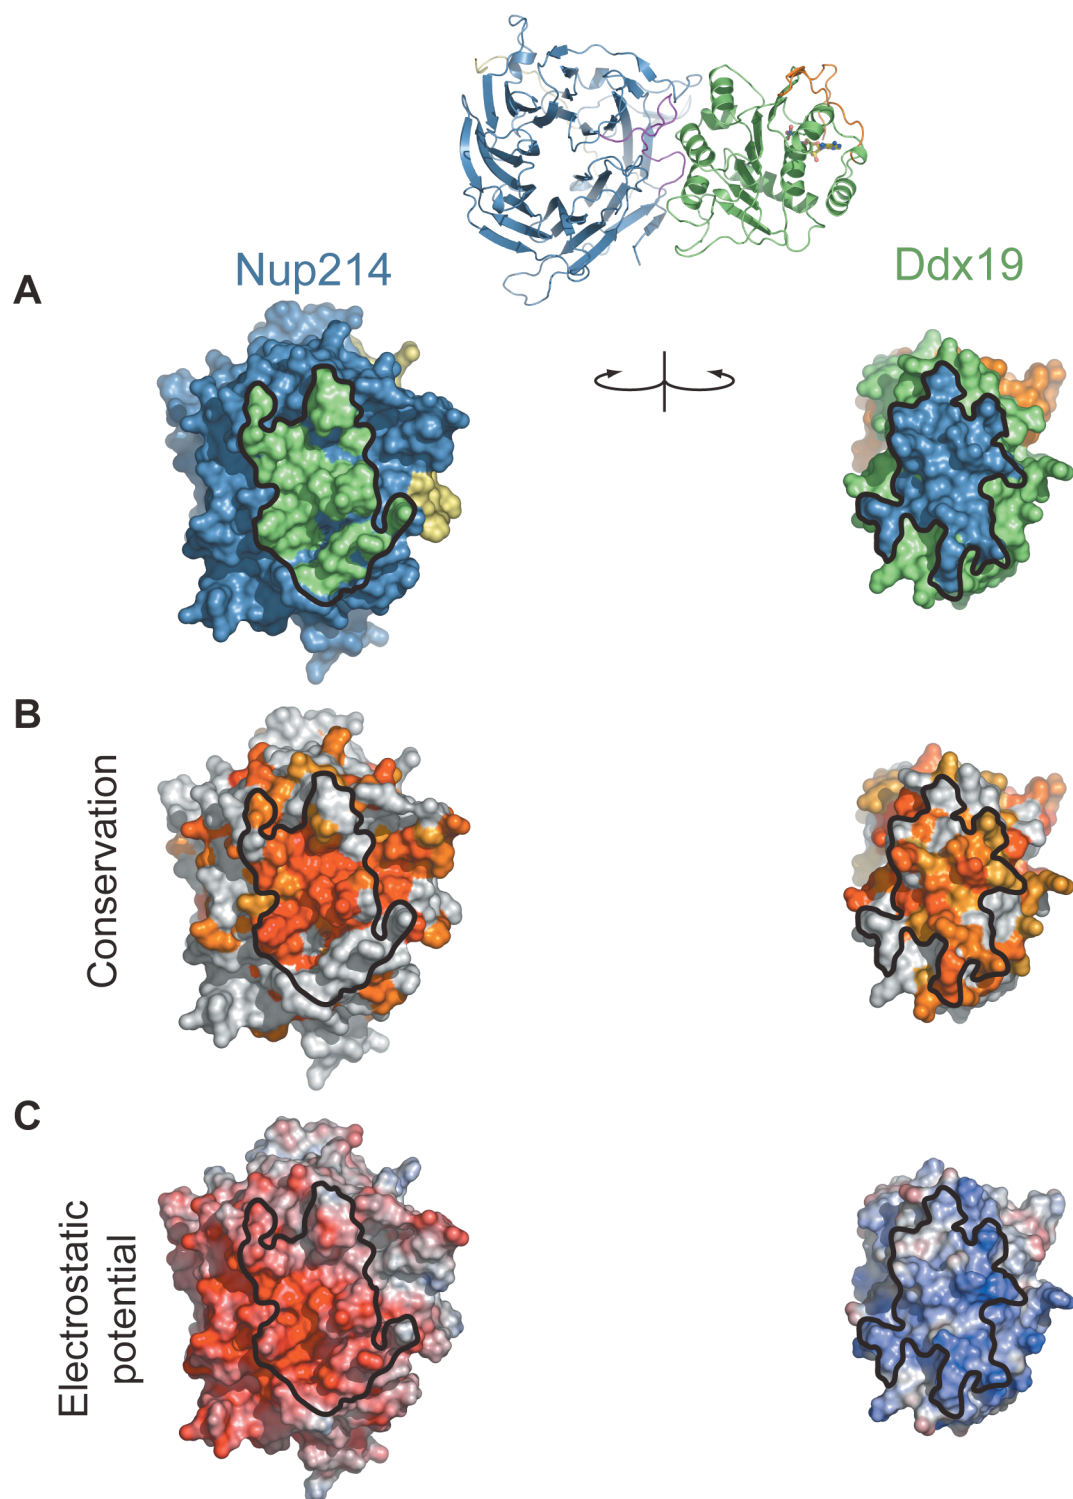 Nup214
Ddx19
A
B
Conservation
C
Electrostatic
potential